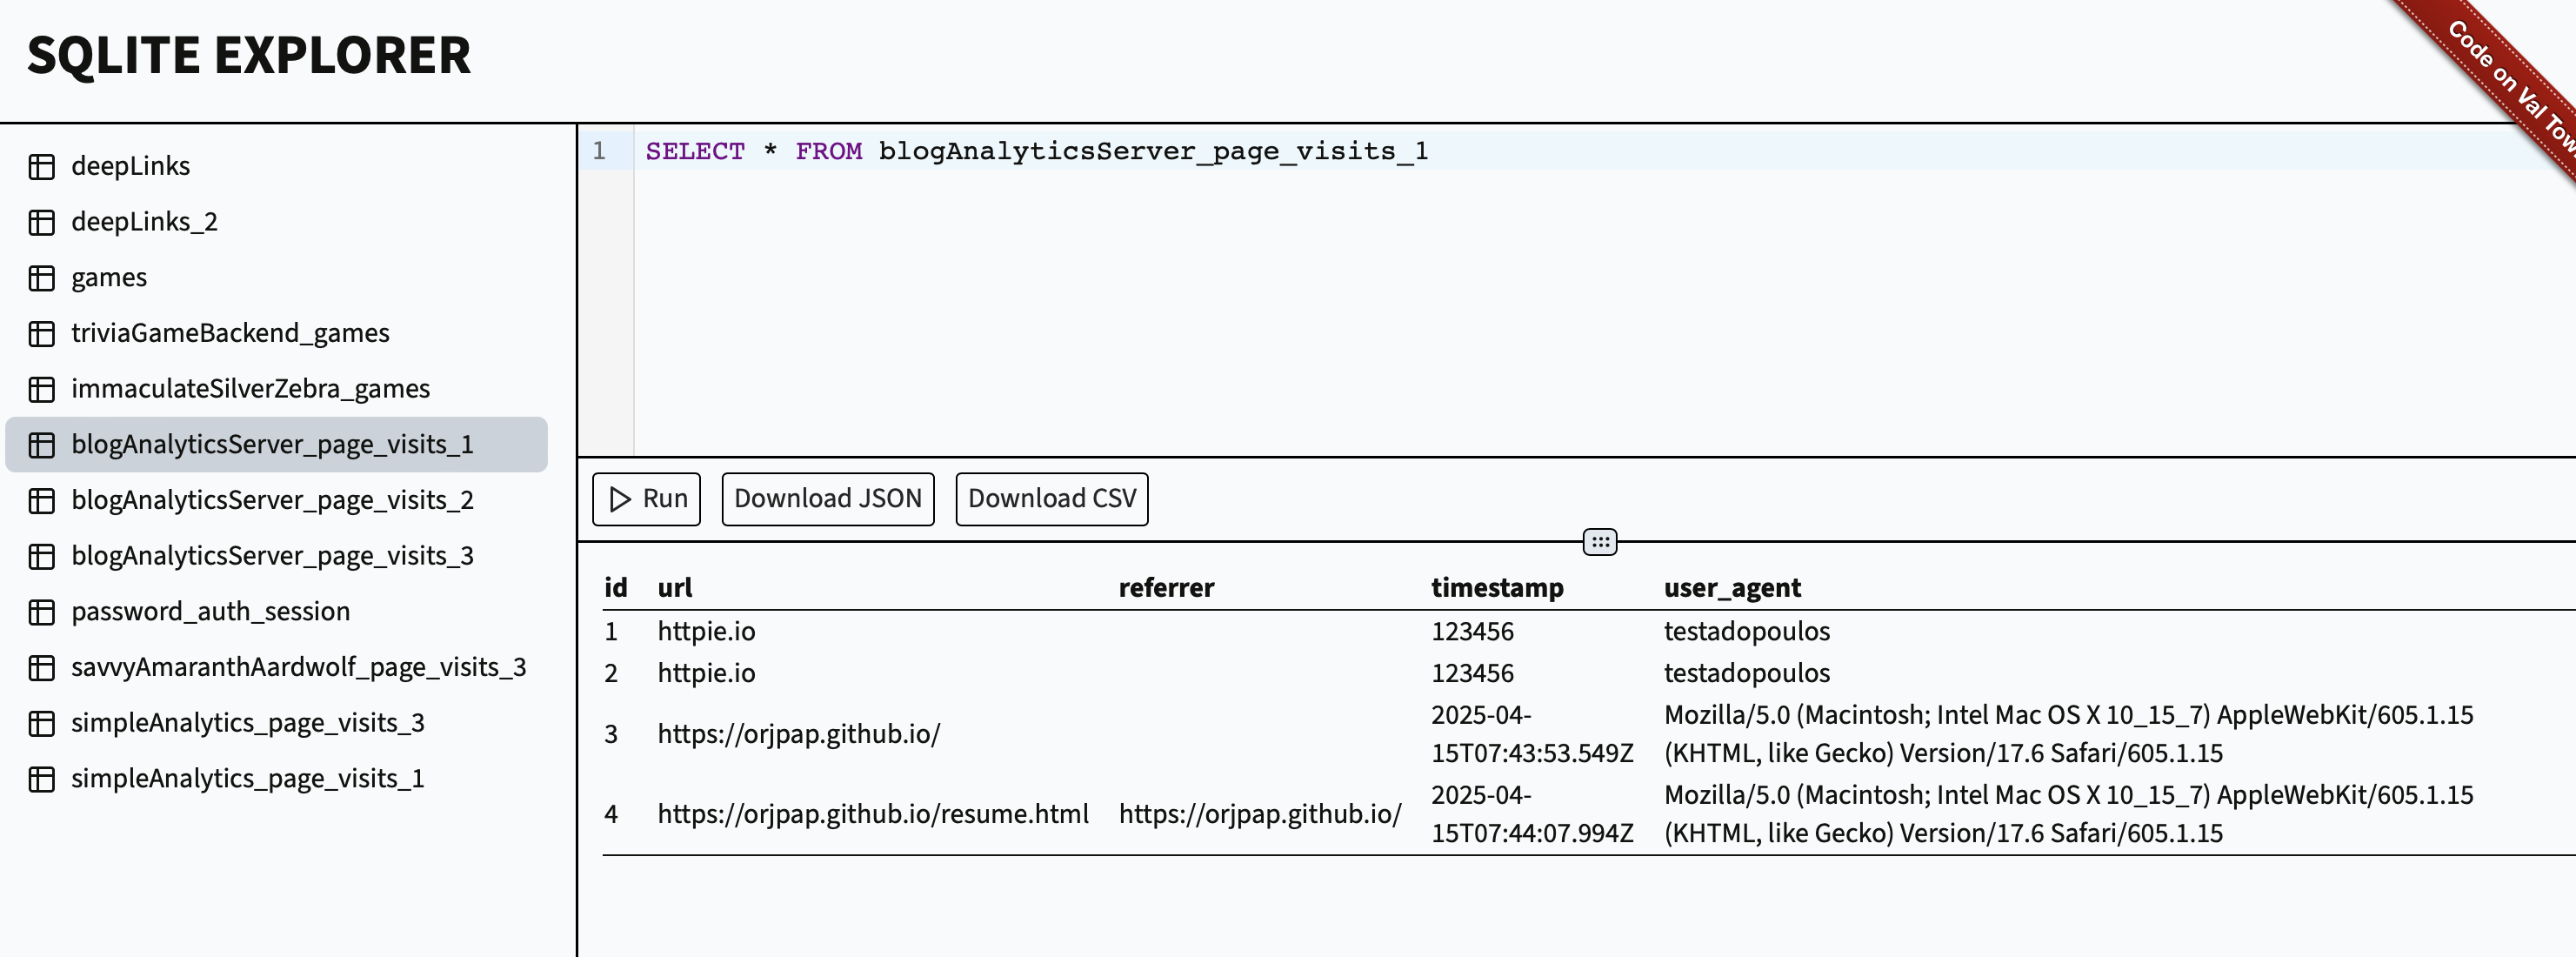 SQLITE EXPLORER
Code on Val Tow
deepLinks
deepLinks_2
games
triviaGameBackend_games
immaculateSilverZebra_games
blogAnalyticsServer_page_visits_1
blogAnalyticsServer_page_visits_2
blogAnalyticsServer_page_visits_3
password_auth_session
savvyAmaranthAardwolf_page_visits_3
simpleAnalytics_page_visits_3
simpleAnalytics_page_visits_1
1 SELECT * FROM blogAnalyticsServer_page_visits_1
Run Download JSON Download CSV
id url referrer timestamp user_agent
1 httpie.io 123456 testadopoulos
2 httpie.io 123456 testadopoulos
3 https://orjpap.github.io/ 2025-04-
15T07:43:53.549Z Mozilla/5.0 (Macintosh; Intel Mac OS X 10_15_7) AppleWebKit/605.1.15
(KHTML, like Gecko) Version/17.6 Safari/605.1.15
4 https://orjpap.github.io/resume.html https://orjpap.github.io/ 2025-04-
15T07:44:07.994Z Mozilla/5.0 (Macintosh; Intel Mac OS X 10_15_7) AppleWebKit/605.1.15
(KHTML, like Gecko) Version/17.6 Safari/605.1.15